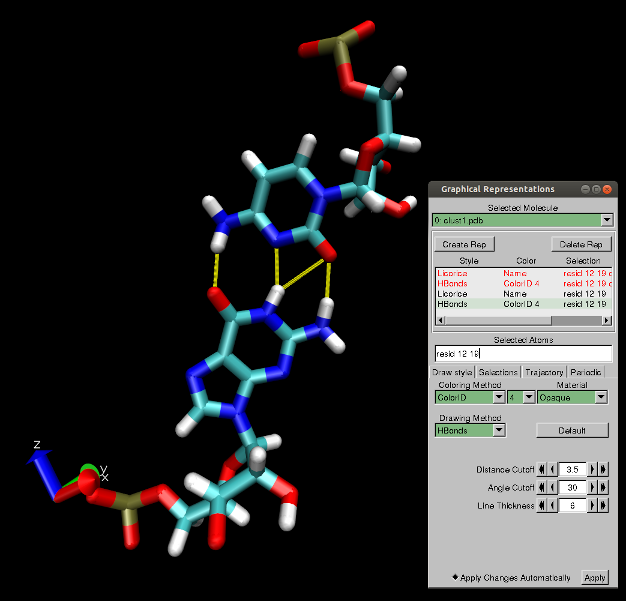 Graphical Representations
Selected Molecule
0: clust1.pdb
Create Rep Delete Rep
Style Color Selection
Licorice Name resid 12 19 c
HBonds ColorID 4 resid 12 19 c
Licorice Name resid 12 19
HBonds ColorID 4 resid 12 19
Selected Atoms
resid 12 19
Draw style Selections Trajectory Periodic
Coloring Method Material
ColorID 4 Opaque
Drawing Method
HBonds Default
Distance Cutoff 3.5
Angle Cutoff 30
Line Thickness 6
Apply Changes Automatically Apply
z
y
x